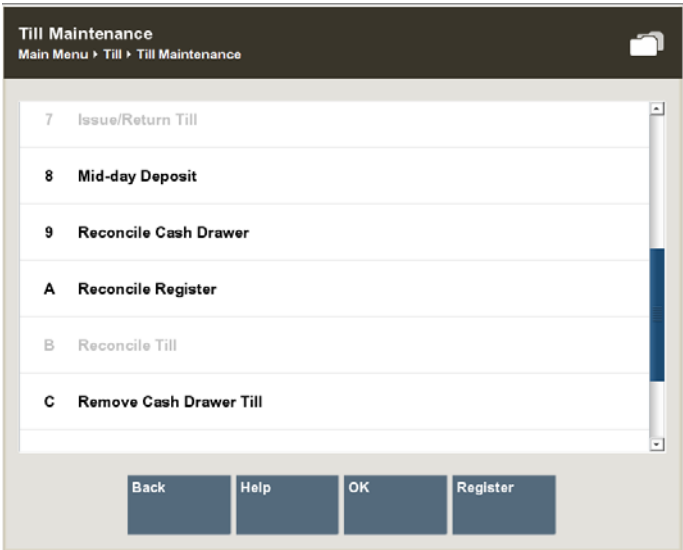 Till Maintenance
Main Menu ▸ Till ▸ Till Maintenance
7 Issue/Return Till
8 Mid-day Deposit
9 Reconcile Cash Drawer
A Reconcile Register
B Reconcile Till
C Remove Cash Drawer Till
Back Help OK Register